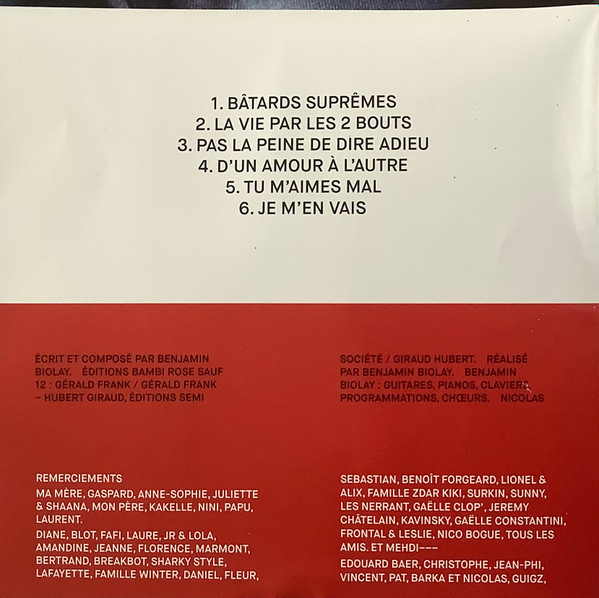 1. BÂTARDS SUPRÊMES
2. LA VIE PAR LES 2 BOUTS
3. PAS LA PEINE DE DIRE ADIEU
4. D'UN AMOUR À L'AUTRE
5. TU M'AIMES MAL
6. JE M'EN VAIS
ÉCRIT ET COMPOSÉ PAR BENJAMIN
BIOLAY. ÉDITIONS BAMBI ROSE SAUF
12 : GÉRALD FRANK / GÉRALD FRANK
– HUBERT GIRAUD, ÉDITIONS SEMI
SOCIÉTÉ / GIRAUD HUBERT. RÉALISÉ
PAR BENJAMIN BIOLAY. BENJAMIN
BIOLAY : GUITARES, PIANOS, CLAVIERS,
PROGRAMMATIONS, CHŒURS. NICOLAS
REMERCIEMENTS
MA MÈRE, GASPARD, ANNE-SOPHIE, JULIETTE
& SHAANA, MON PÈRE, KAKELLE, NINI, PAPU,
LAURENT.
DIANE, BLOT, FAFI, LAURE, JR & LOLA,
AMANDINE, JEANNE, FLORENCE, MARMONT,
BERTRAND, BREAKBOT, SHARKY STYLE,
LAFAYETTE, FAMILLE WINTER, DANIEL, FLEUR,
SEBASTIAN, BENOÎT FORGEARD, LIONEL &
ALIX, FAMILLE ZDAR KIKI, SURKIN, SUNNY,
LES NERRANT, GAËLLE CLOP', JEREMY
CHÂTELAIN, KAVINSKY, GAËLLE CONSTANTINI,
FRONTAL & LESLIE, NICO BOGUE, TOUS LES
AMIS. ET MEHDI–––
EDOUARD BAER, CHRISTOPHE, JEAN-PHI,
VINCENT, PAT, BARKA ET NICOLAS, GUIGZ,